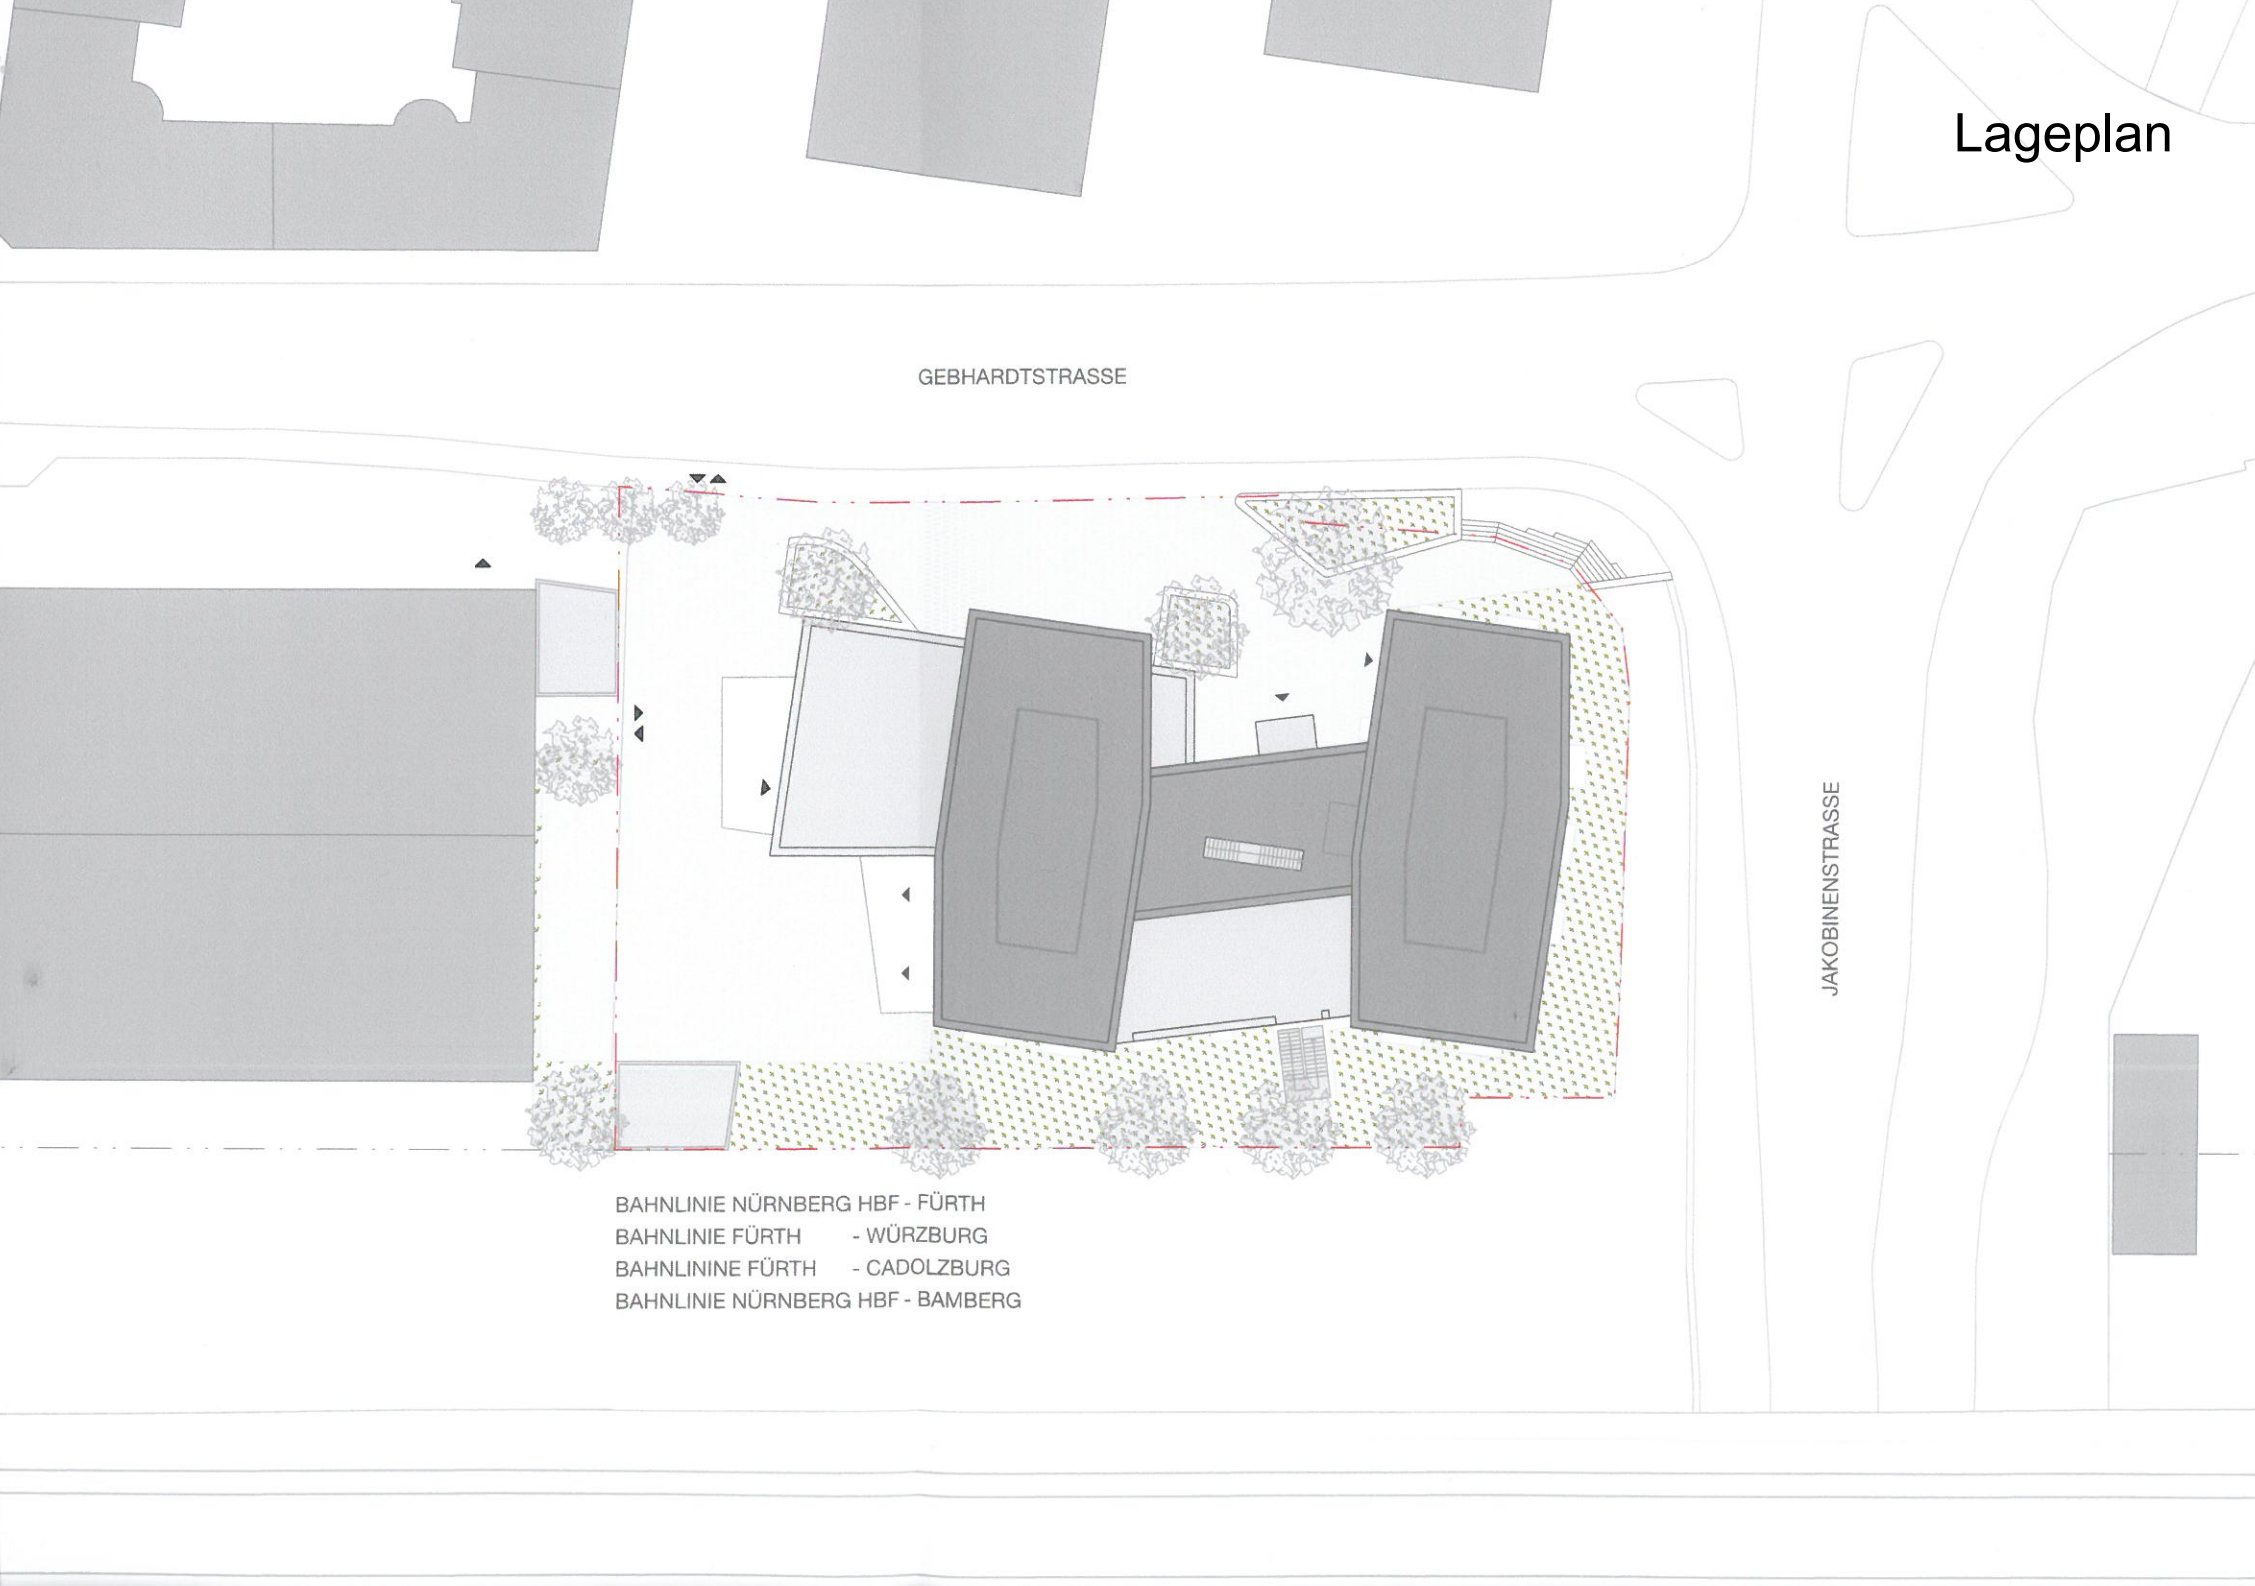 Lageplan
GEBHARDTSTRASSE
JAKOBINENSTRASSE
BAHNLINIE NÜRNBERG HBF - FÜRTH
BAHNLINIE FÜRTH - WÜRZBURG
BAHNLININE FÜRTH - CADOLZBURG
BAHNLINIE NÜRNBERG HBF - BAMBERG